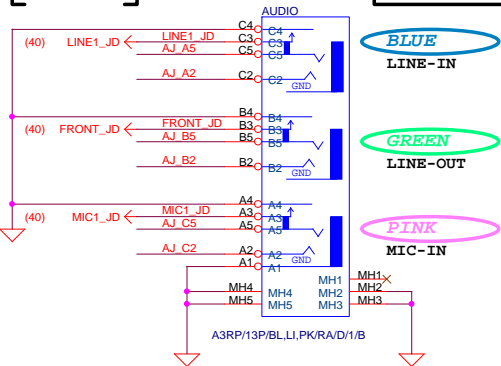 AUDIO
C4 C4
(40) LINE1_JD LINE1_JD C3 C3
AJ_A5 C5 C5
BLUE
LINE-IN
AJ_A2 C2 C2
GND
B4 B4
(40) FRONT_JD FRONT_JD B3 B3
AJ_B5 B5 B5
GREEN
LINE-OUT
AJ_B2 B2 B2
GND
A4 A4
(40) MIC1_JD MIC1_JD A3 A3
AJ_C5 A5 A5
PINK
MIC-IN
AJ_C2 A2 A2
GND
A1 A1
MH1 MH1
MH4 MH4 MH2 MH2
MH5 MH5 MH3 MH3
A3RP/13P/BL,LI,PK/RA/D/1/B